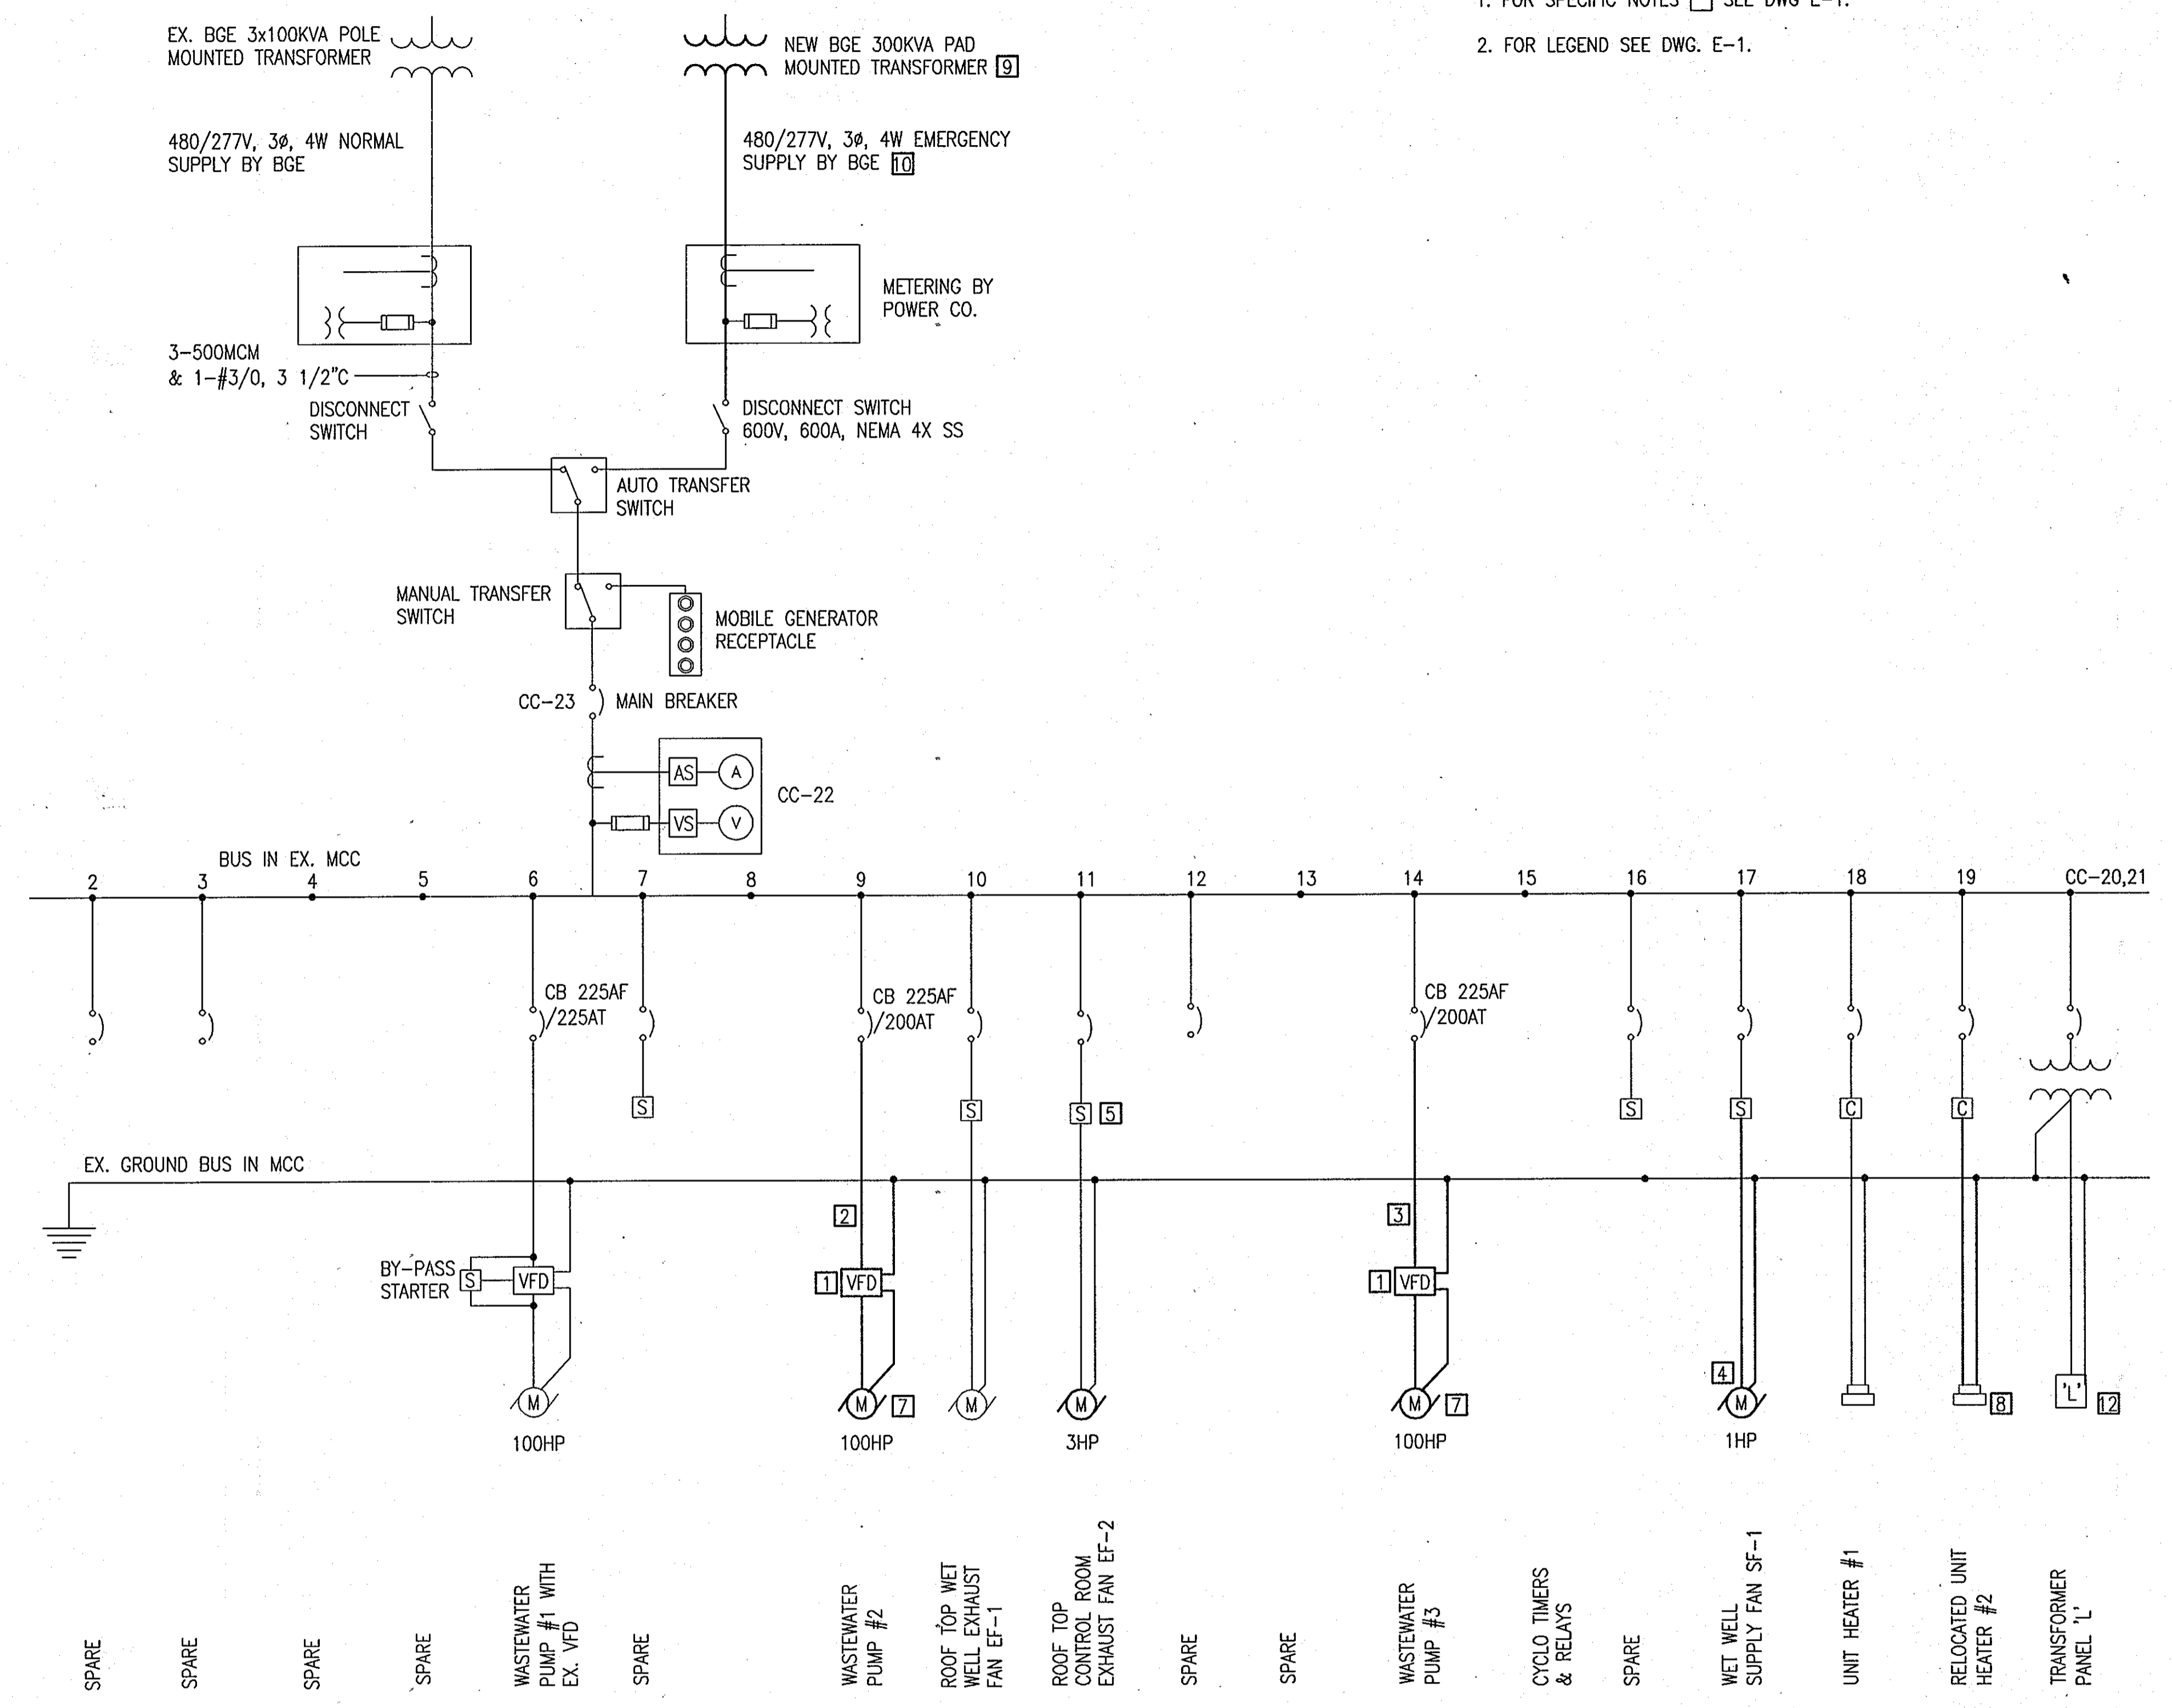 1. FOR SPECIFIC NOTES SEE DWG E-1.
2. FOR LEGEND SEE DWG. E-1.
EX. BGE 3x100KVA POLE
MOUNTED TRANSFORMER
NEW BGE 300KVA PAD
MOUNTED TRANSFORMER 9
480/277V, 3ø, 4W NORMAL
SUPPLY BY BGE
480/277V, 3ø, 4W EMERGENCY
SUPPLY BY BGE 10
METERING BY
POWER CO.
3-500MCM
& 1-#3/0, 3 1/2"C
DISCONNECT
SWITCH
DISCONNECT SWITCH
600V, 600A, NEMA 4X SS
AUTO TRANSFER
SWITCH
MANUAL TRANSFER
SWITCH
MOBILE GENERATOR
RECEPTACLE
CC-23
MAIN BREAKER
AS
A
CC-22
VS
V
BUS IN EX. MCC
2
3
4
5
6
7
8
9
10
11
12
13
14
15
16
17
18
19
CC-20,21
CB 225AF
/225AT
CB 225AF
/200AT
CB 225AF
/200AT
S
S
S
5
S
S
C
C
EX. GROUND BUS IN MCC
2
3
BY-PASS
STARTER
S
VFD
1
VFD
1
VFD
4
M
M
7
M
M
M
7
M
8
'L'
12
100HP
100HP
3HP
100HP
1HP
SPARE
SPARE
SPARE
SPARE
WASTEWATER
PUMP #1 WITH
EX. VFD
SPARE
WASTEWATER
PUMP #2
ROOF TOP WET
WELL EXHAUST
FAN EF-1
ROOF TOP
CONTROL ROOM
EXHAUST FAN EF-2
SPARE
SPARE
WASTEWATER
PUMP #3
CYCLO TIMERS
& RELAYS
SPARE
WET WELL
SUPPLY FAN SF-1
UNIT HEATER #1
RELOCATED UNIT
HEATER #2
TRANSFORMER
PANEL 'L'